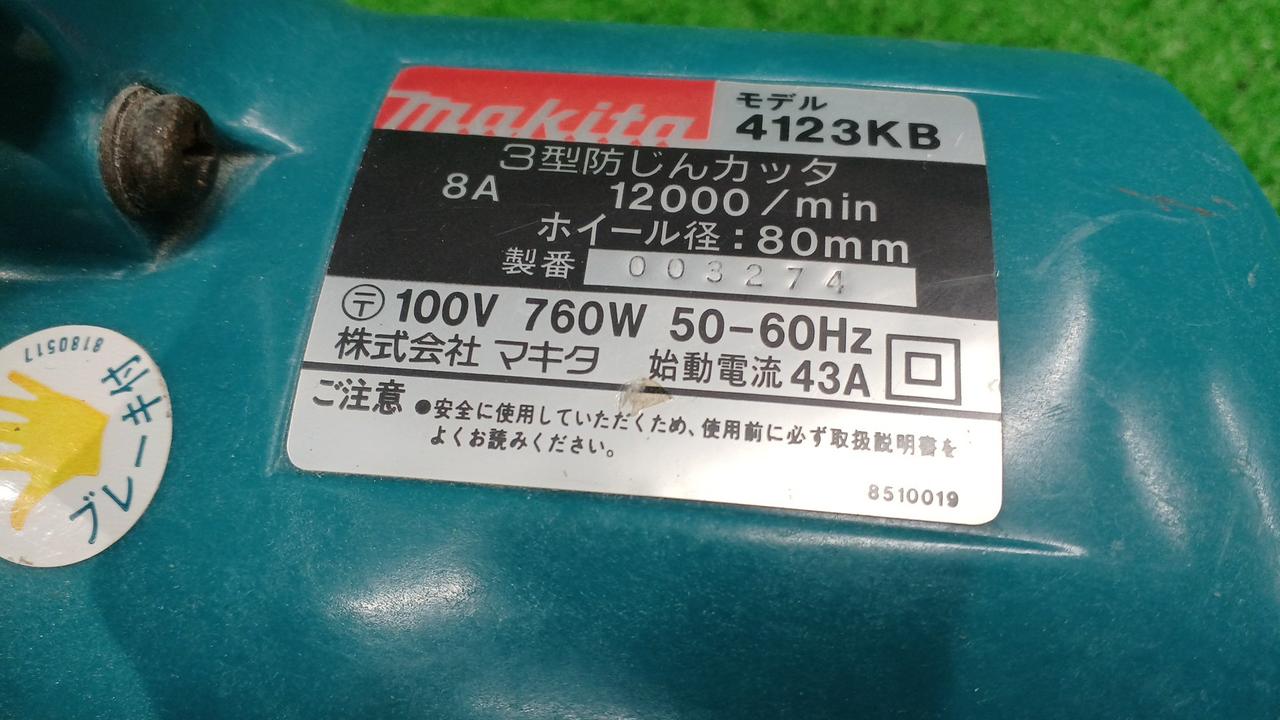 makita
モデル
4123KB
3型防じんカッタ
8A 12000/min
ホイール径:80mm
製番 003274
〒 100V 760W 50-60Hz
株式会社 マキタ 始動電流 43A
ご注意 ●安全に使用していただくため、使用前に必ず取扱説明書を
よくお読みください。
8510019
8180517
ブレーキ付